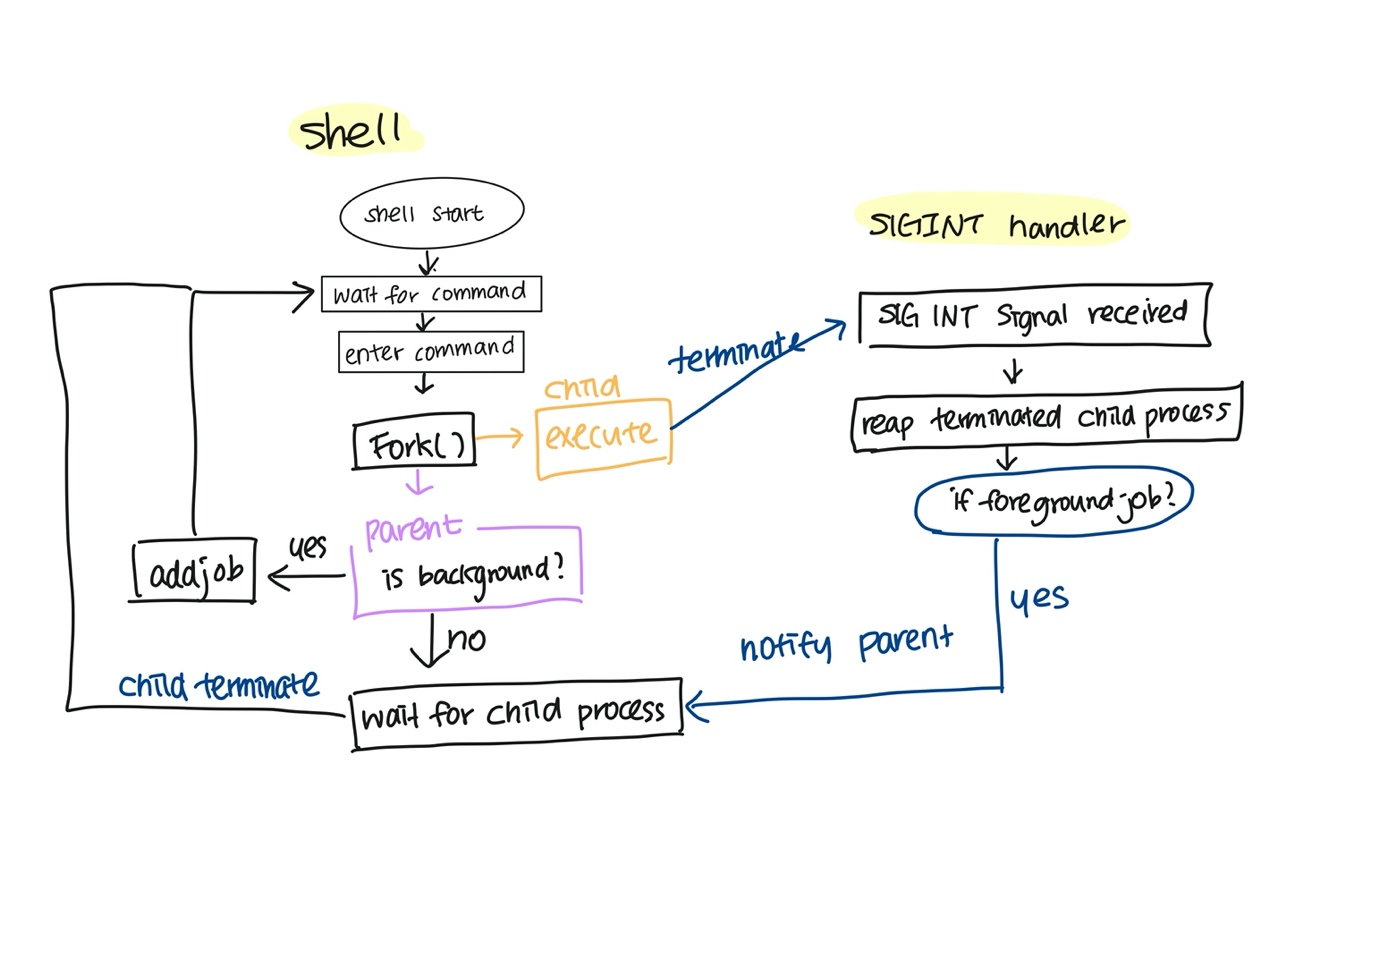 shell
shell start
wait for command
enter command
Fork()
child
execute
parent
is background?
yes
addjob
no
child terminate
wait for child process
terminate
SIGINT handler
SIG INT Signal received
reap terminated child process
if foreground job?
yes
notify parent